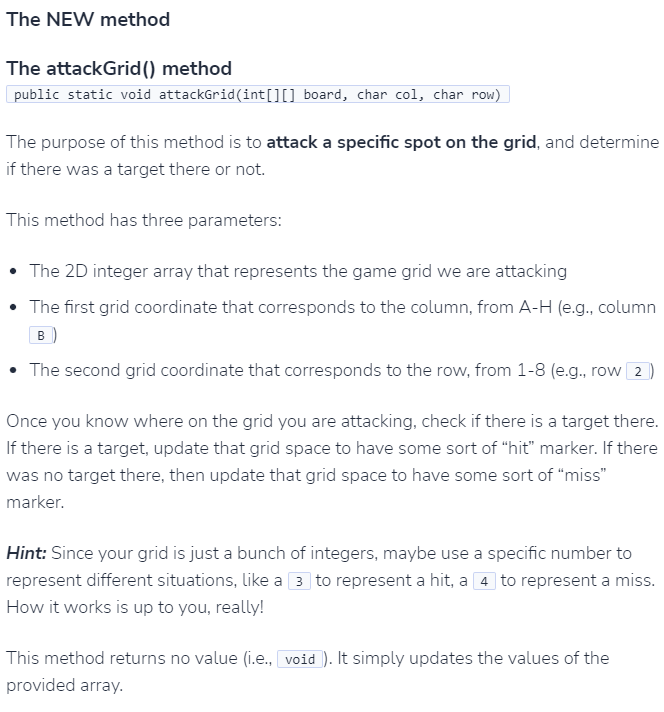 The NEW method
The attackGrid() method
public static void attackGrid(int[][] board, char col, char row)
The purpose of this method is to attack a specific spot on the grid, and determine
if there was a target there or not.
This method has three parameters:
• The 2D integer array that represents the game grid we are attacking
• The first grid coordinate that corresponds to the column, from A-H (e.g., column
B )
• The second grid coordinate that corresponds to the row, from 1-8 (e.g., row 2 )
Once you know where on the grid you are attacking, check if there is a target there.
If there is a target, update that grid space to have some sort of “hit” marker. If there
was no target there, then update that grid space to have some sort of “miss”
marker.
Hint: Since your grid is just a bunch of integers, maybe use a specific number to
represent different situations, like a 3 to represent a hit, a 4 to represent a miss.
How it works is up to you, really!
This method returns no value (i.e., void ). It simply updates the values of the
provided array.